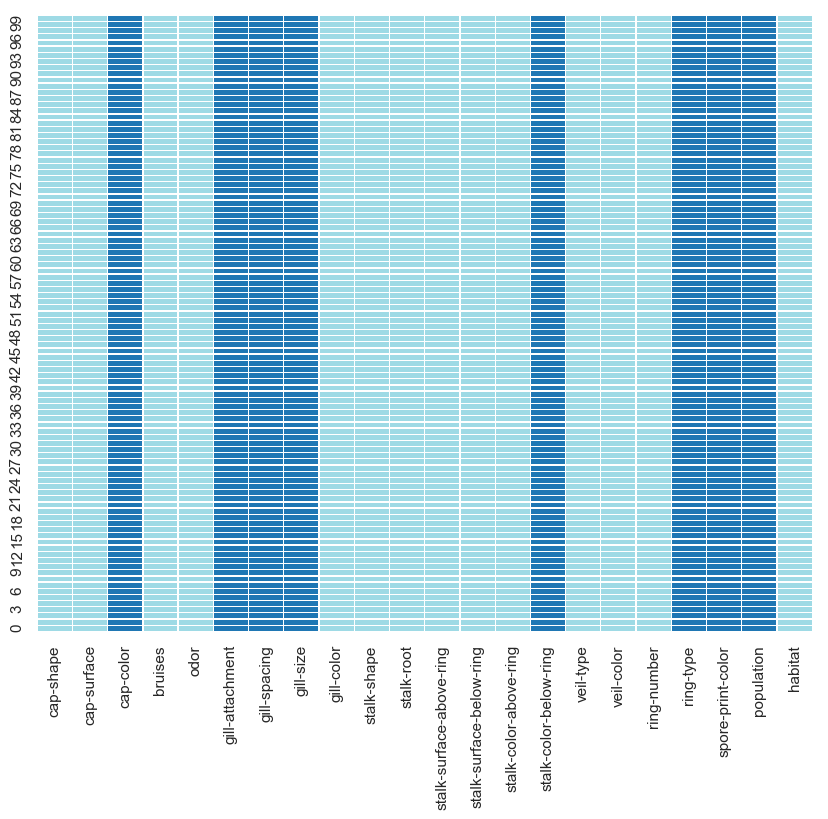 99
96
93
90
87
84
81
78
75
72
69
66
63
60
57
54
51
48
45
42
39
36
33
30
27
24
21
18
15
12
9
6
3
0
cap-shape
cap-surface
cap-color
bruises
odor
gill-attachment
gill-spacing
gill-size
gill-color
stalk-shape
stalk-root
stalk-surface-above-ring
stalk-surface-below-ring
stalk-color-above-ring
stalk-color-below-ring
veil-type
veil-color
ring-number
ring-type
spore-print-color
population
habitat